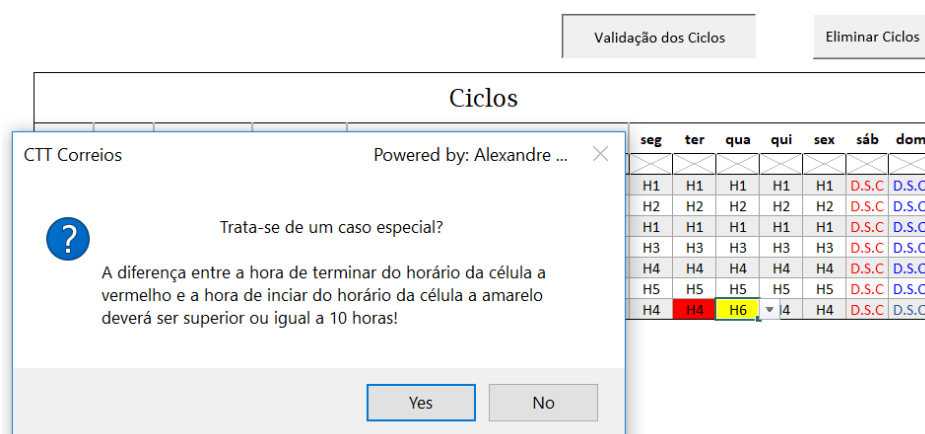 Validação dos Ciclos Eliminar Ciclos
Ciclos
CTT Correios Powered by: Alexandre ...
Trata-se de um caso especial?
A diferença entre a hora de terminar do horário da célula a
vermelho e a hora de inciar do horário da célula a amarelo
deverá ser superior ou igual a 10 horas!
Yes No
seg ter qua qui sex sáb dom
H1 H1 H1 H1 H1 D.S.C D.S.C
H2 H2 H2 H2 H2 D.S.C D.S.C
H1 H1 H1 H1 H1 D.S.C D.S.C
H3 H3 H3 H3 H3 D.S.C D.S.C
H4 H4 H4 H4 H4 D.S.C D.S.C
H5 H5 H5 H5 H5 D.S.C D.S.C
H4 H4 H6 H4 D.S.C D.S.C